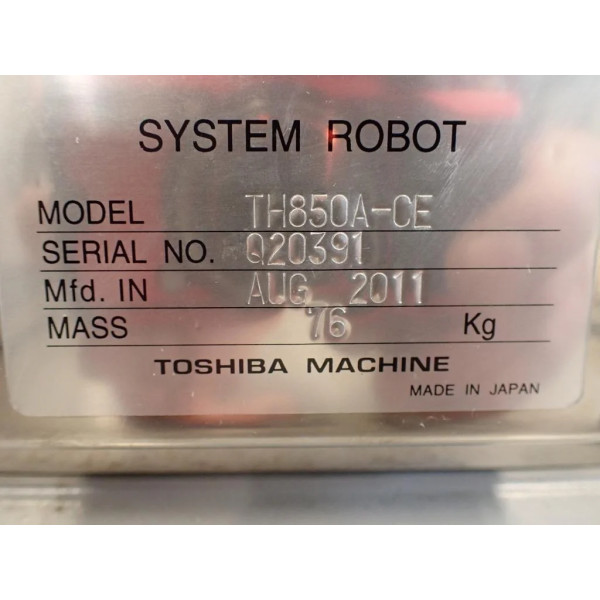 SYSTEM ROBOT
MODEL TH850A-CE
SERIAL NO. Q20391
Mfd. IN AUG 2011
MASS 76 Kg
TOSHIBA MACHINE
MADE IN JAPAN